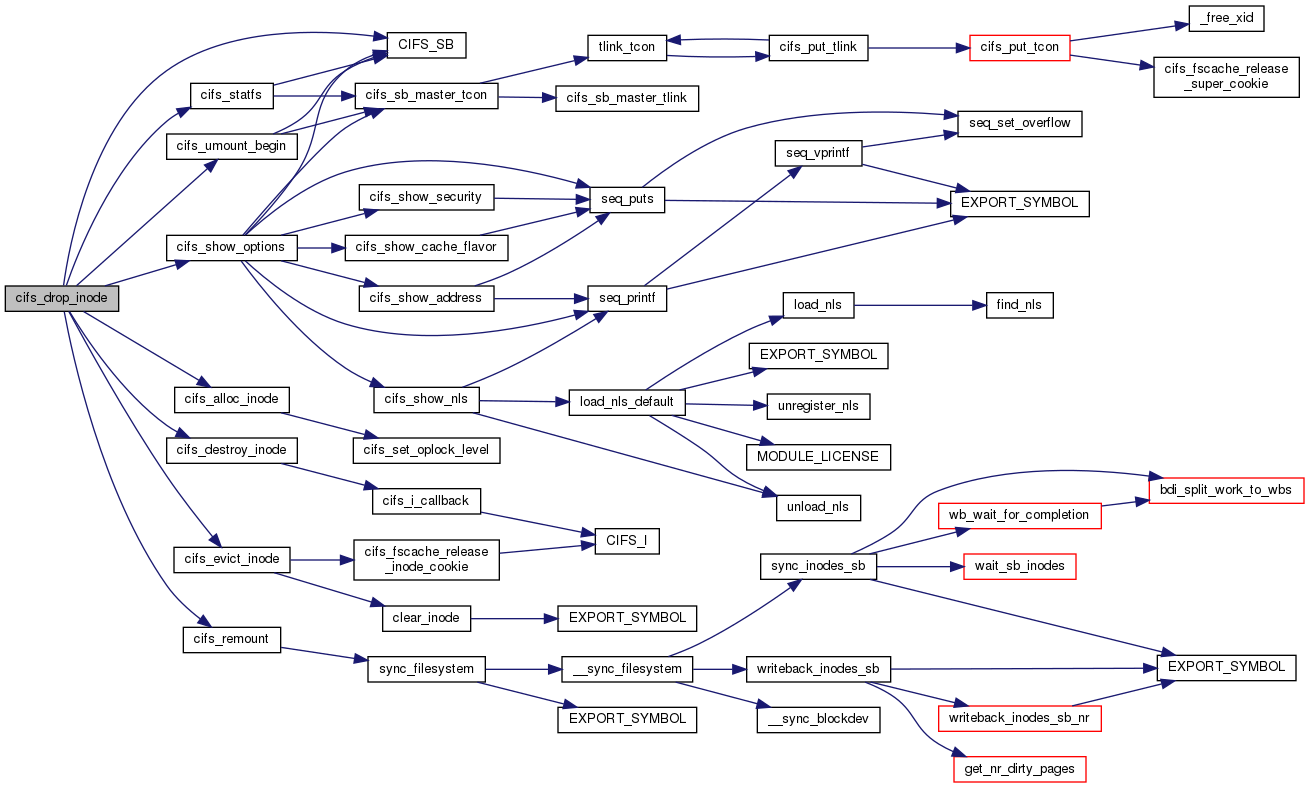 _free_xid
CIFS_SB
tlink_tcon
cifs_put_tlink
cifs_put_tcon
cifs_fscache_release
_super_cookie
cifs_statfs
cifs_sb_master_tcon
cifs_sb_master_tlink
seq_set_overflow
cifs_umount_begin
seq_vprintf
cifs_show_security
seq_puts
EXPORT_SYMBOL
cifs_show_options
cifs_show_cache_flavor
cifs_drop_inode
cifs_show_address
seq_printf
load_nls
find_nls
EXPORT_SYMBOL
cifs_alloc_inode
cifs_show_nls
load_nls_default
unregister_nls
cifs_destroy_inode
cifs_set_oplock_level
MODULE_LICENSE
cifs_i_callback
unload_nls
bdi_split_work_to_wbs
wb_wait_for_completion
CIFS_I
cifs_evict_inode
cifs_fscache_release
_inode_cookie
sync_inodes_sb
wait_sb_inodes
clear_inode
EXPORT_SYMBOL
cifs_remount
sync_filesystem
__sync_filesystem
writeback_inodes_sb
EXPORT_SYMBOL
EXPORT_SYMBOL
__sync_blockdev
writeback_inodes_sb_nr
get_nr_dirty_pages